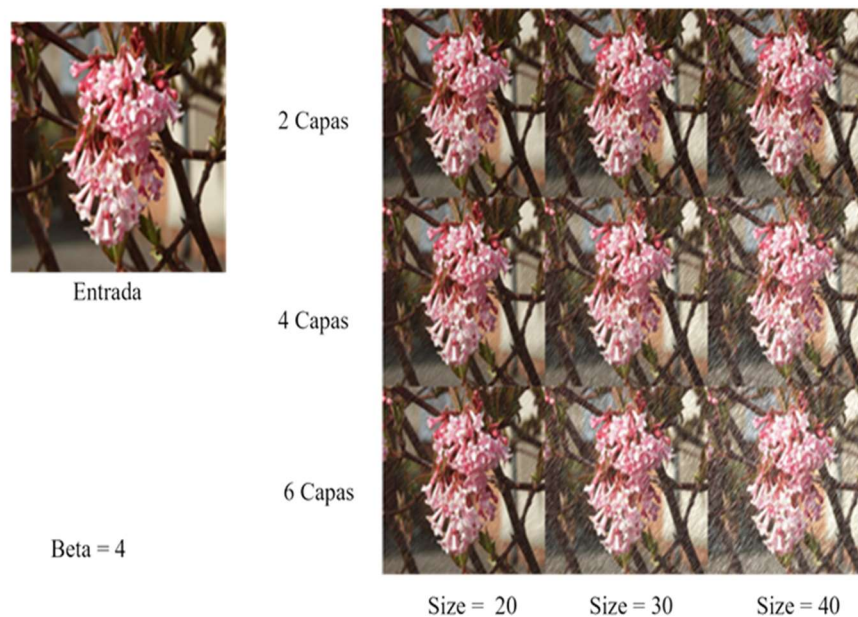 Entrada
2 Capas
4 Capas
6 Capas
Beta = 4
Size = 20
Size = 30
Size = 40